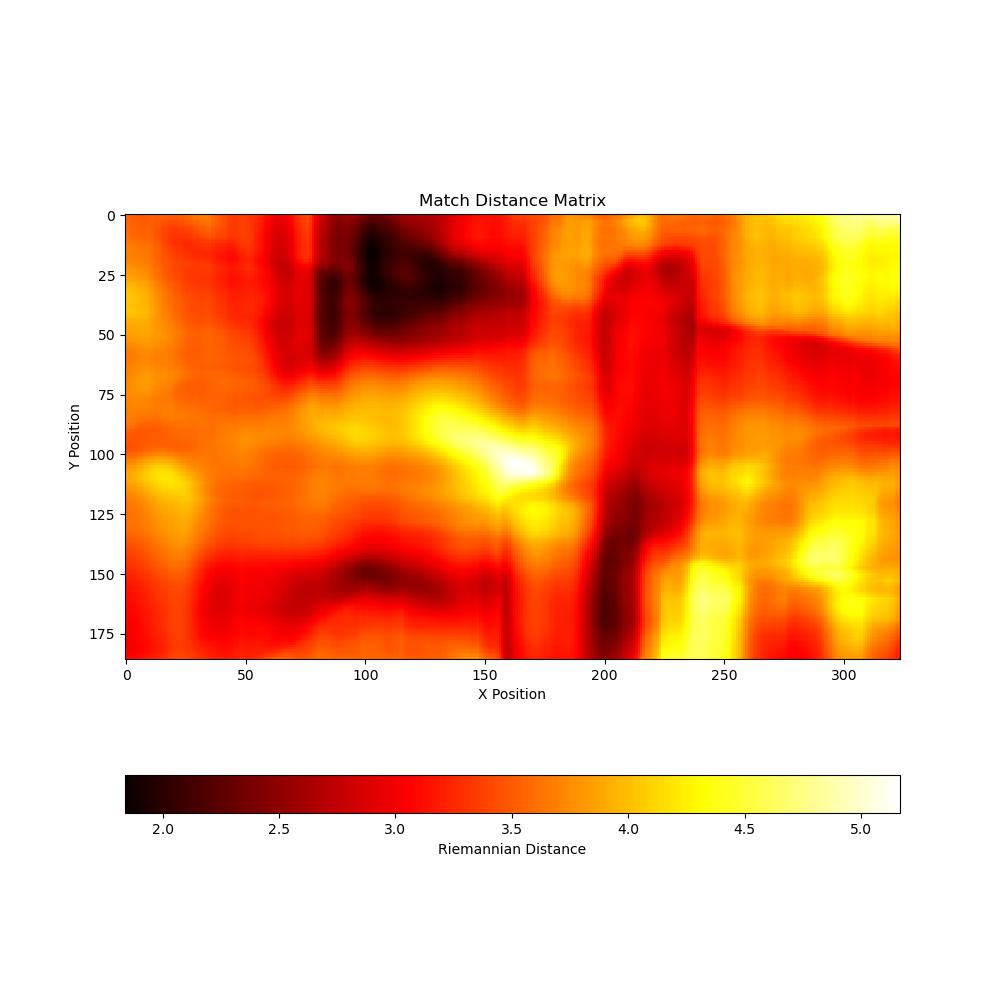 Match Distance Matrix
0
25
50
75
100
125
150
175
Y Position
0 50 100 150 200 250 300
X Position
2.0 2.5 3.0 3.5 4.0 4.5 5.0
Riemannian Distance